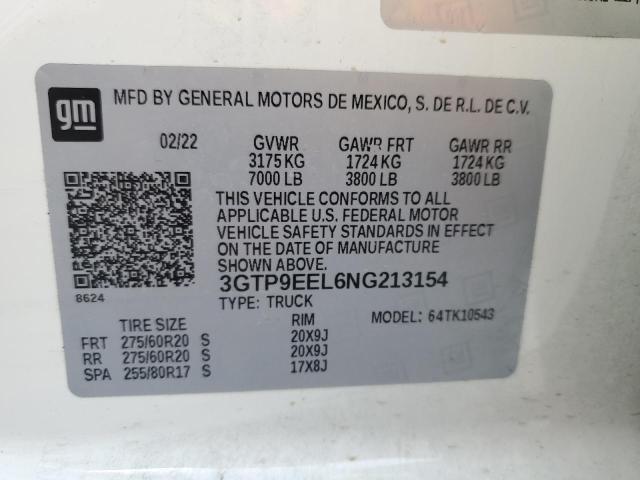 gm
MFD BY GENERAL MOTORS DE MEXICO, S. DE R.L. DE C.V.
02/22 GVWR GAWR FRT GAWR RR
3175 KG 1724 KG 1724 KG
7000 LB 3800 LB 3800 LB
THIS VEHICLE CONFORMS TO ALL
APPLICABLE U.S. FEDERAL MOTOR
VEHICLE SAFETY STANDARDS IN EFFECT
ON THE DATE OF MANUFACTURE
SHOWN ABOVE.
3GTP9EEL6NG213154
8624
TYPE: TRUCK
TIRE SIZE RIM MODEL: 64TK10543
FRT 275/60R20 S 20X9J
RR 275/60R20 S 20X9J
SPA 255/80R17 S 17X8J